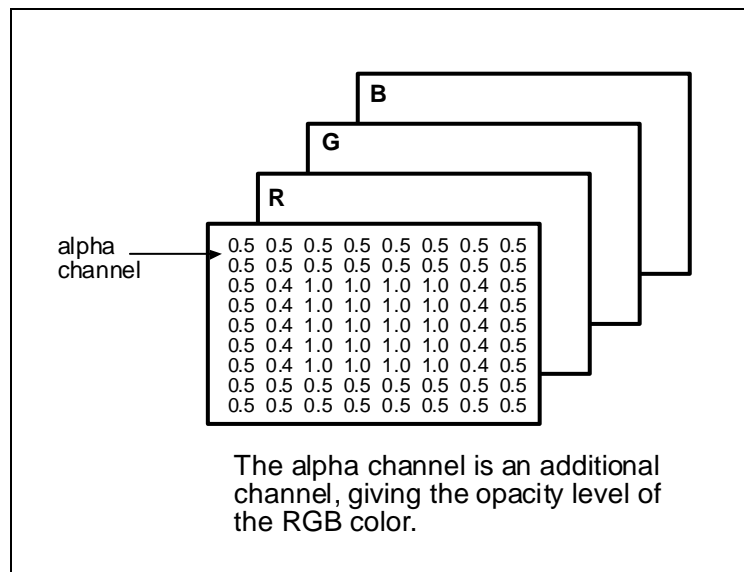 B
G
R
alpha
channel
0.5 0.5 0.5 0.5 0.5 0.5 0.5 0.5
0.5 0.5 0.5 0.5 0.5 0.5 0.5 0.5
0.5 0.4 1.0 1.0 1.0 1.0 0.4 0.5
0.5 0.4 1.0 1.0 1.0 1.0 0.4 0.5
0.5 0.4 1.0 1.0 1.0 1.0 0.4 0.5
0.5 0.4 1.0 1.0 1.0 1.0 0.4 0.5
0.5 0.4 1.0 1.0 1.0 1.0 0.4 0.5
0.5 0.5 0.5 0.5 0.5 0.5 0.5 0.5
0.5 0.5 0.5 0.5 0.5 0.5 0.5 0.5
The alpha channel is an additional
channel, giving the opacity level of
the RGB color.